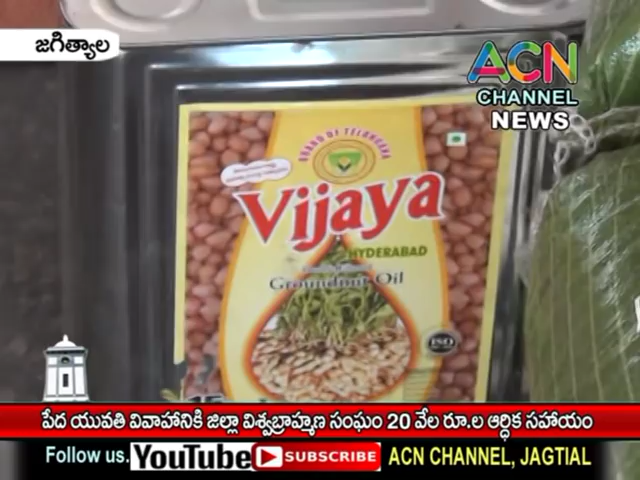 జగిత్యాల
ACN
CHANNEL
NEWS
BRAND OF TELANGANA
Vijaya
HYDERABAD
Groundnut Oil
ISO
15
పేద యువతి వివాహానికి జిల్లా విశ్వబ్రాహ్మణ సంఘం 20 వేల రూ.ల ఆర్ధిక సహాయం
Follow us. YouTube SUBSCRIBE ACN CHANNEL, JAGTIAL